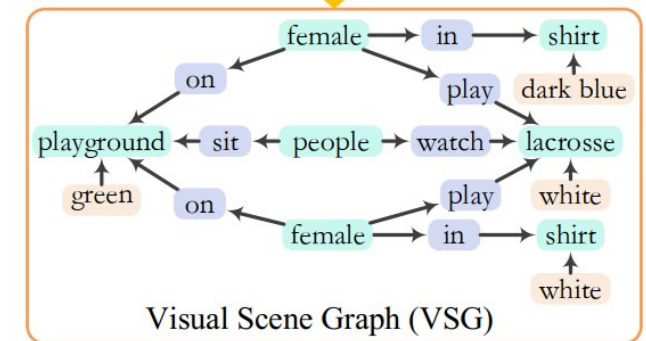 female in shirt
on play dark blue
playground sit people watch lacrosse
green on play white
female in shirt
white
Visual Scene Graph (VSG)